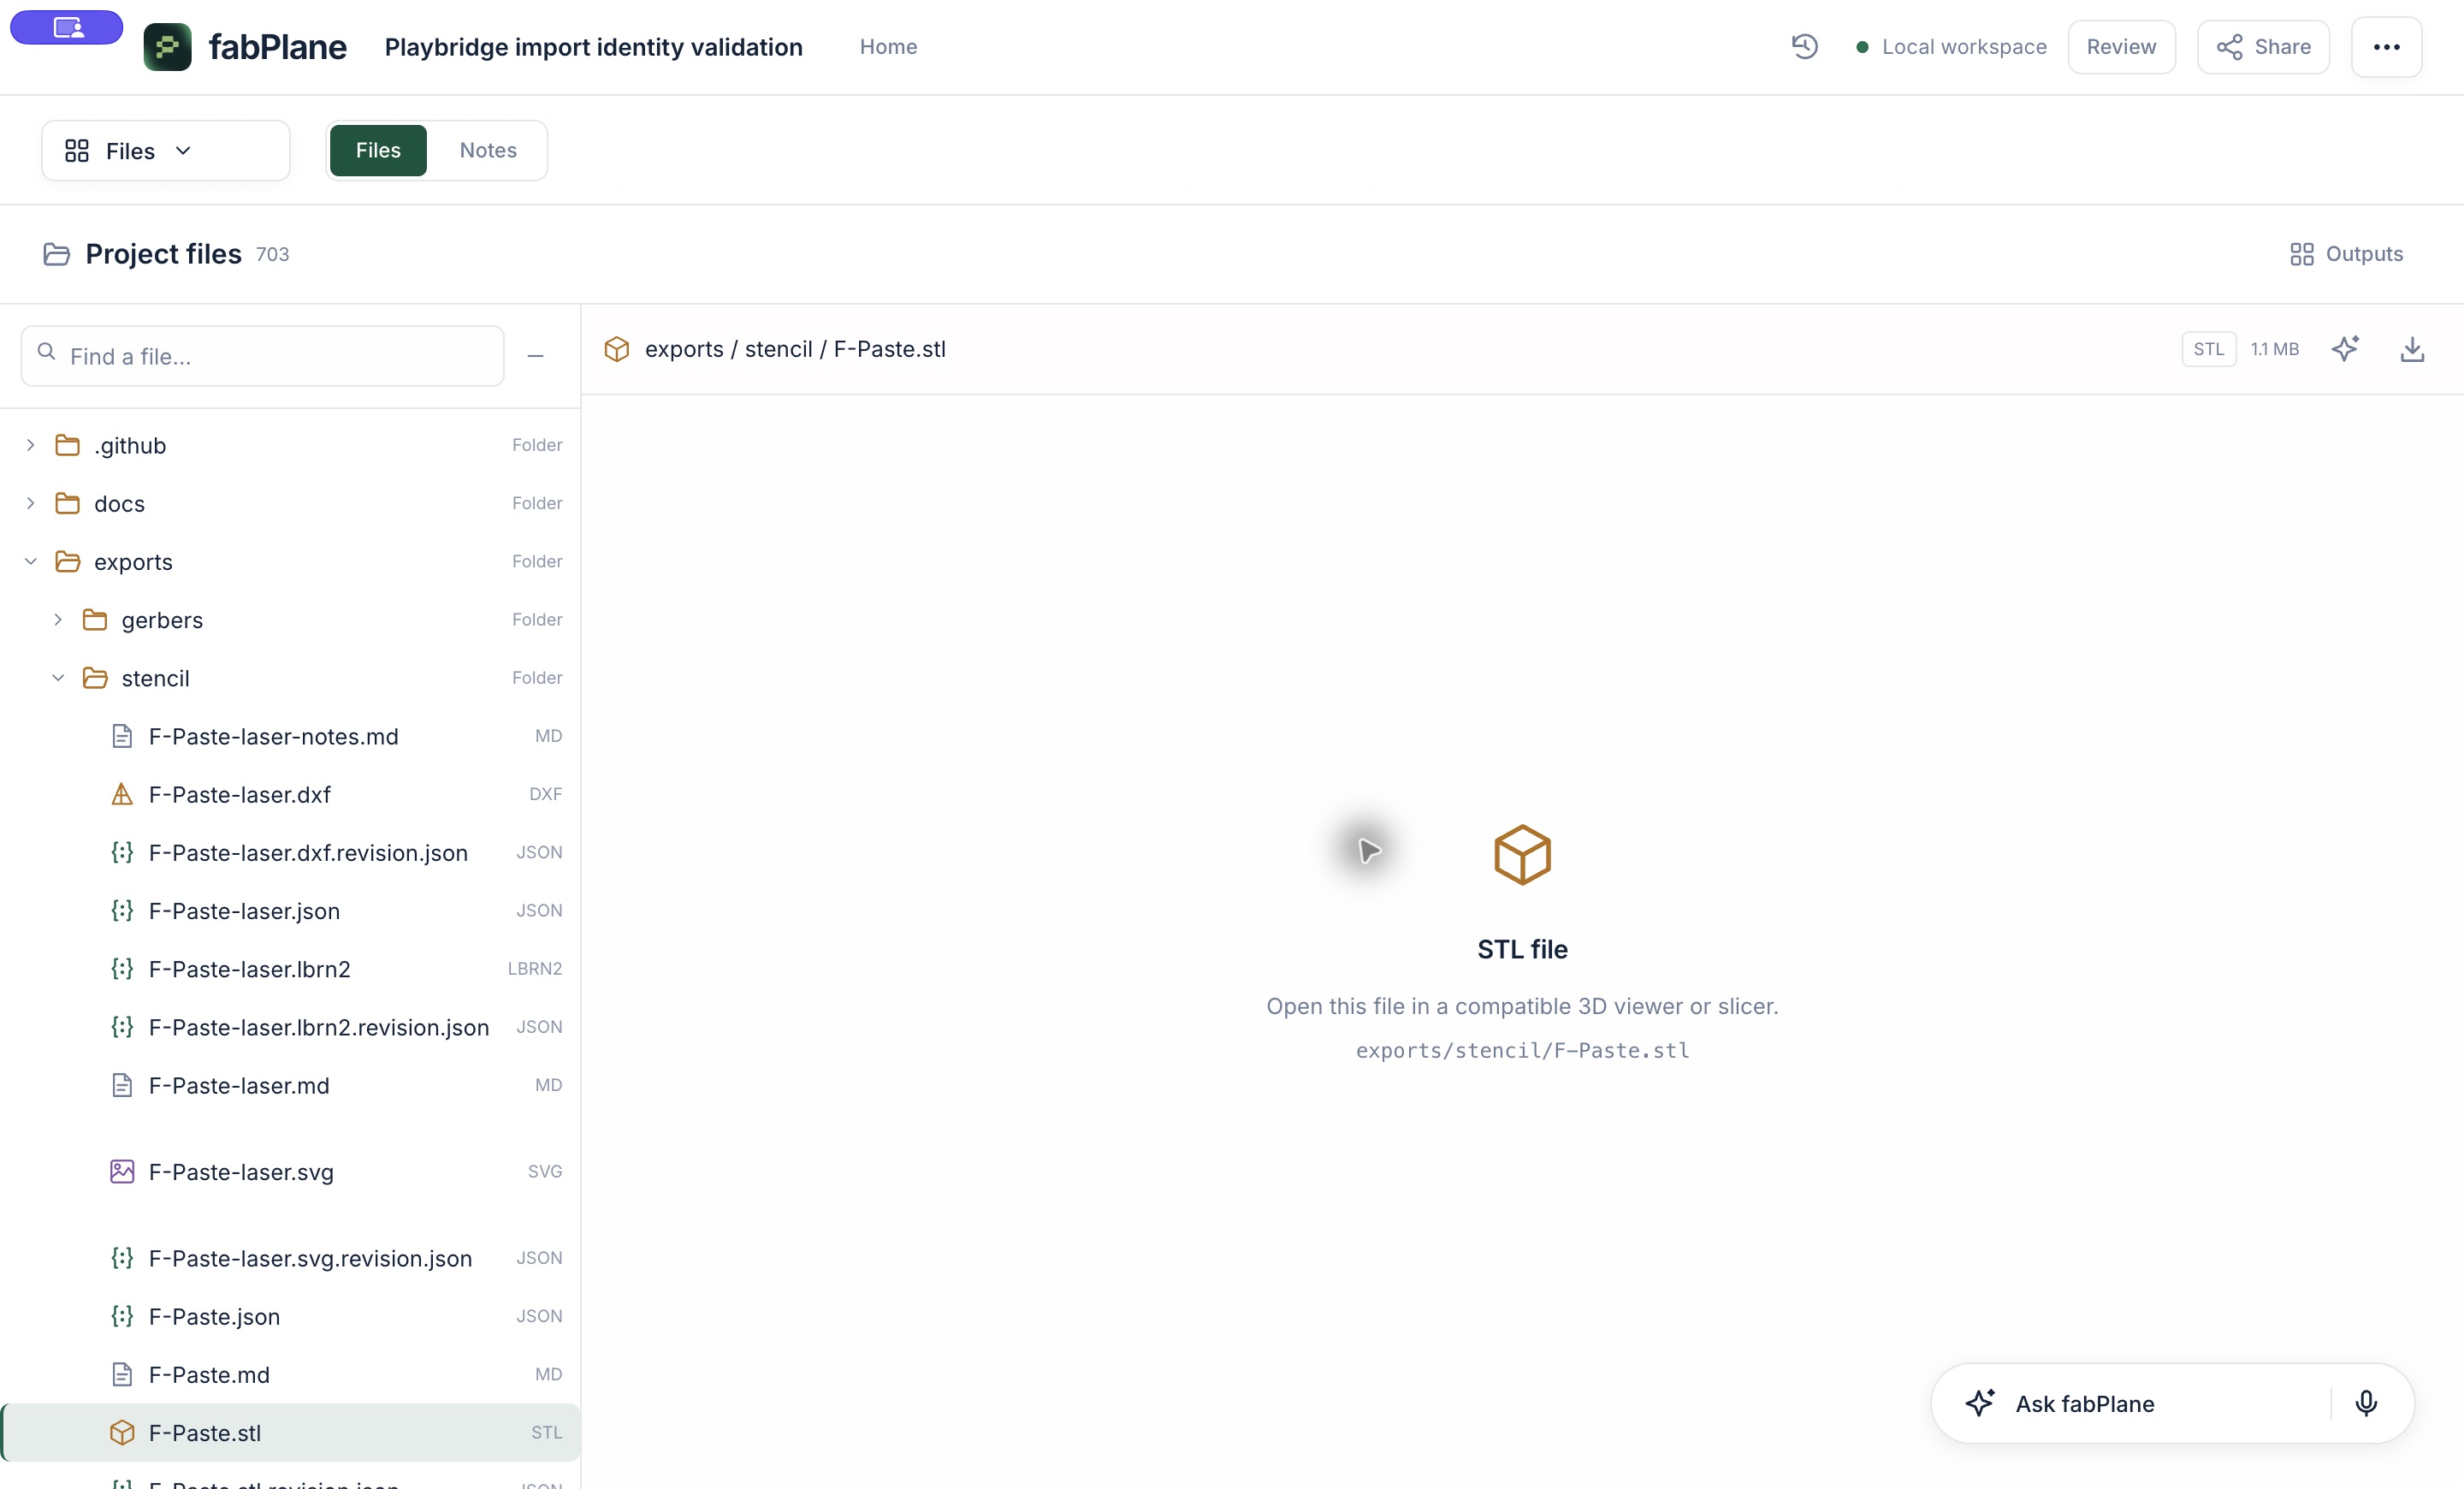 fabPlane Playbridge import identity validation Home Local workspace Review Share
Files Files Notes
Project files 703 Outputs
Find a file...
exports / stencil / F-Paste.stl STL 1.1 MB
.github Folder
docs Folder
exports Folder
gerbers Folder
stencil Folder
F-Paste-laser-notes.md MD
F-Paste-laser.dxf DXF
F-Paste-laser.dxf.revision.json JSON
F-Paste-laser.json JSON
F-Paste-laser.lbrn2 LBRN2
F-Paste-laser.lbrn2.revision.json JSON
F-Paste-laser.md MD
F-Paste-laser.svg SVG
F-Paste-laser.svg.revision.json JSON
F-Paste.json JSON
F-Paste.md MD
F-Paste.stl STL
F-Paste.stl.revision.json JSON
STL file
Open this file in a compatible 3D viewer or slicer.
exports/stencil/F-Paste.stl
Ask fabPlane